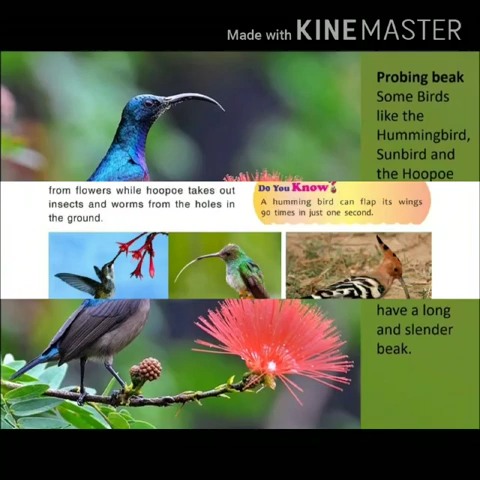 Made with KINEMASTER
Probing beak
Some Birds
like the
Hummingbird,
Sunbird and
the Hoopoe
from flowers while hoopoe takes out
insects and worms from the holes in
the ground.
Do You Know?
A humming bird can flap its wings
90 times in just one second.
have a long
and slender
beak.